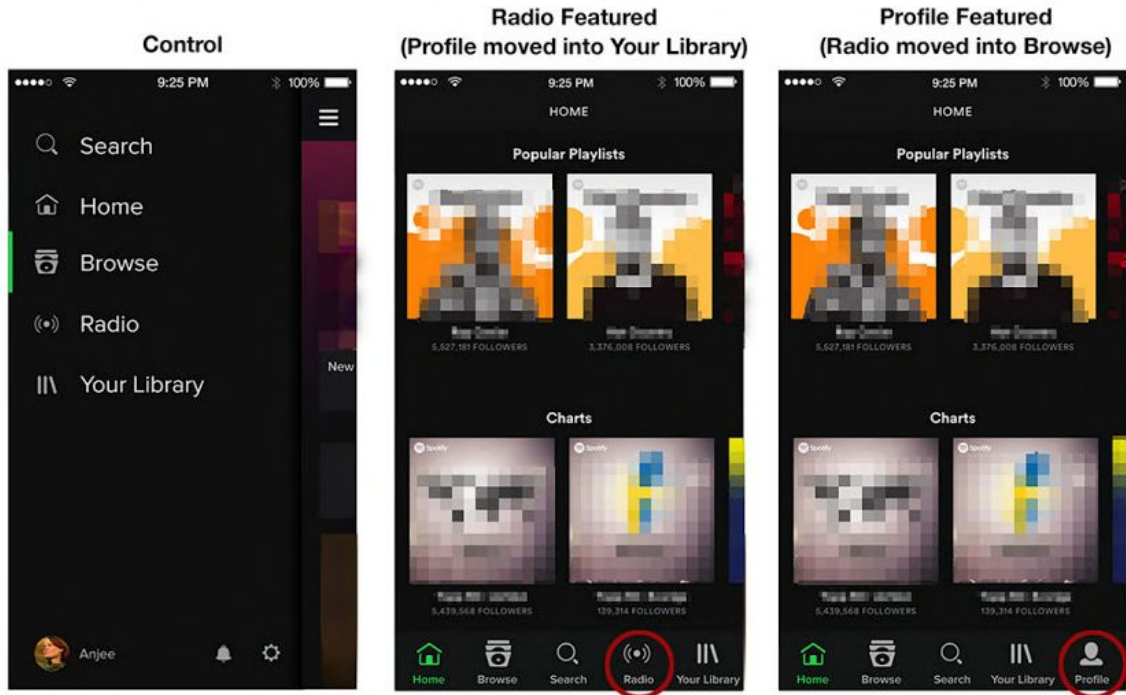 Control
9:25 PM 100%
Search
Home
Browse
Radio
Your Library
New
Anjee
Radio Featured
(Profile moved into Your Library)
9:25 PM 100%
HOME
Popular Playlists
5,527,181 FOLLOWERS 3,376,008 FOLLOWERS
Charts
Spotify Spotify
5,439,568 FOLLOWERS 139,314 FOLLOWERS
Home Browse Search Radio Your Library
Profile Featured
(Radio moved into Browse)
9:25 PM 100%
HOME
Popular Playlists
5,527,181 FOLLOWERS 3,376,008 FOLLOWERS
Charts
Spotify Spotify
5,439,568 FOLLOWERS 139,314 FOLLOWERS
Home Browse Search Your Library Profile